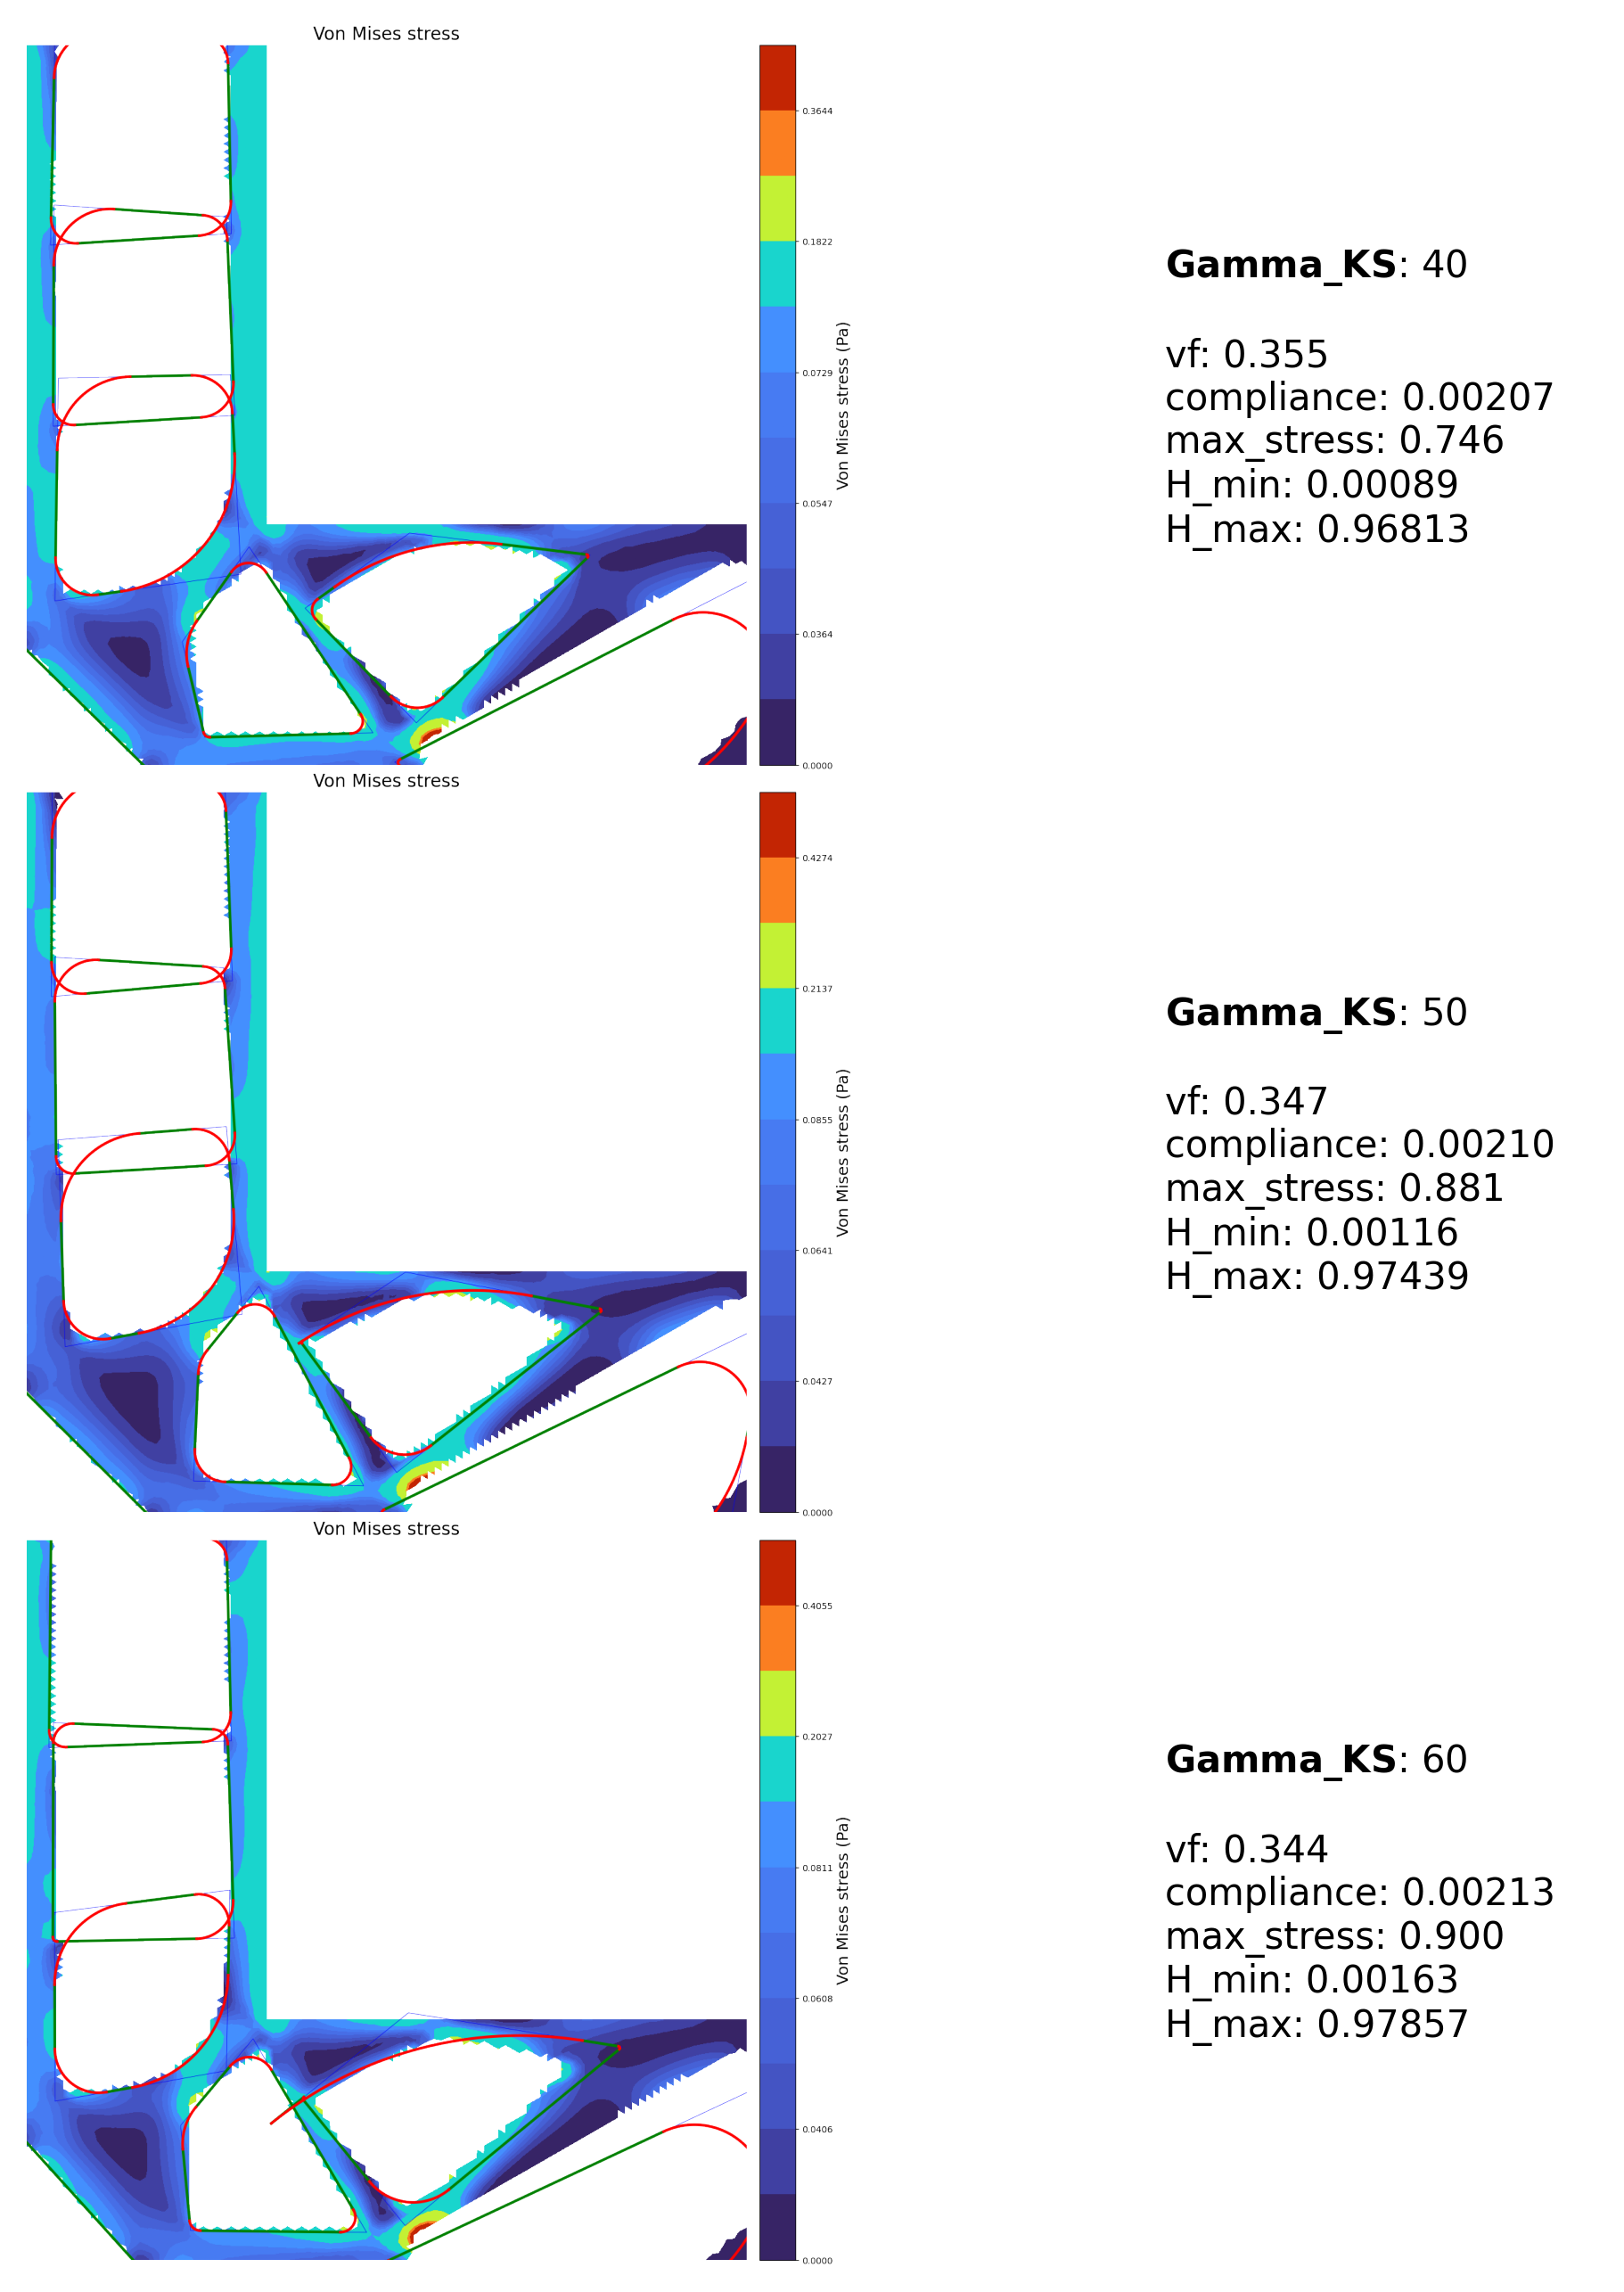 Von Mises stress
0.3644
0.1822
0.0729
0.0547
0.0364
0.0000
Von Mises stress (Pa)
Gamma_KS: 40
vf: 0.355
compliance: 0.00207
max_stress: 0.746
H_min: 0.00089
H_max: 0.96813
Von Mises stress
0.4274
0.2137
0.0855
0.0641
0.0427
0.0000
Von Mises stress (Pa)
Gamma_KS: 50
vf: 0.347
compliance: 0.00210
max_stress: 0.881
H_min: 0.00116
H_max: 0.97439
Von Mises stress
0.4055
0.2027
0.0811
0.0608
0.0406
0.0000
Von Mises stress (Pa)
Gamma_KS: 60
vf: 0.344
compliance: 0.00213
max_stress: 0.900
H_min: 0.00163
H_max: 0.97857